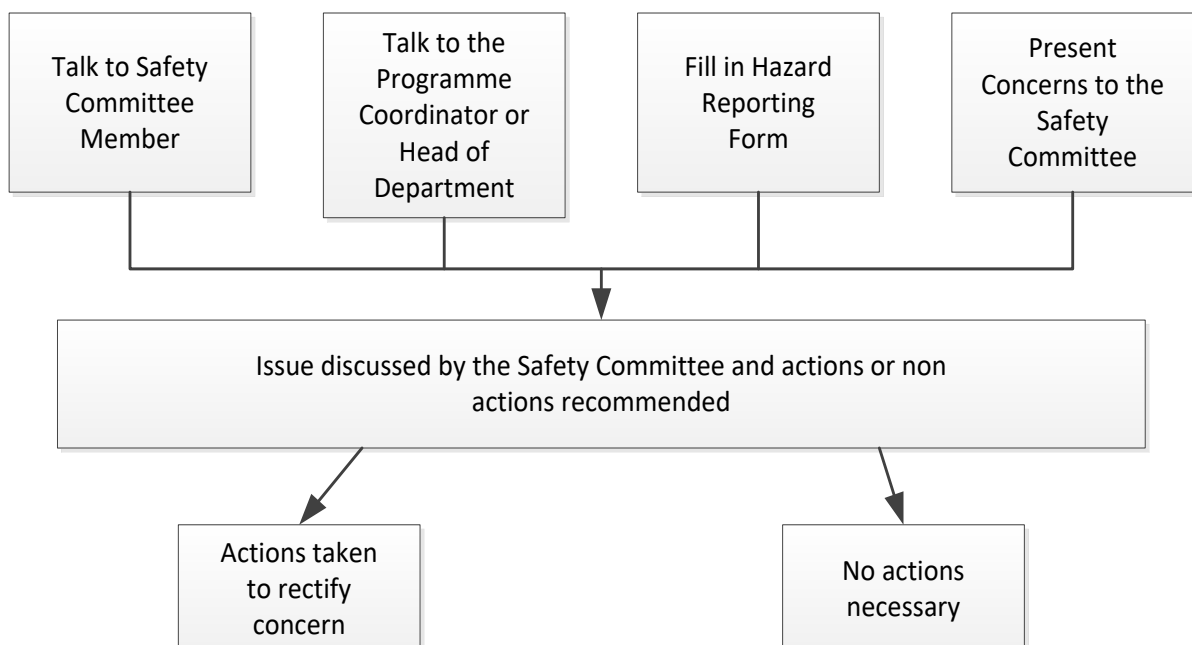 Talk to Safety
Committee
Member
Talk to the
Programme
Coordinator or
Head of
Department
Fill in Hazard
Reporting
Form
Present
Concerns to the
Safety
Committee
Issue discussed by the Safety Committee and actions or non
actions recommended
Actions taken
to rectify
concern
No actions
necessary